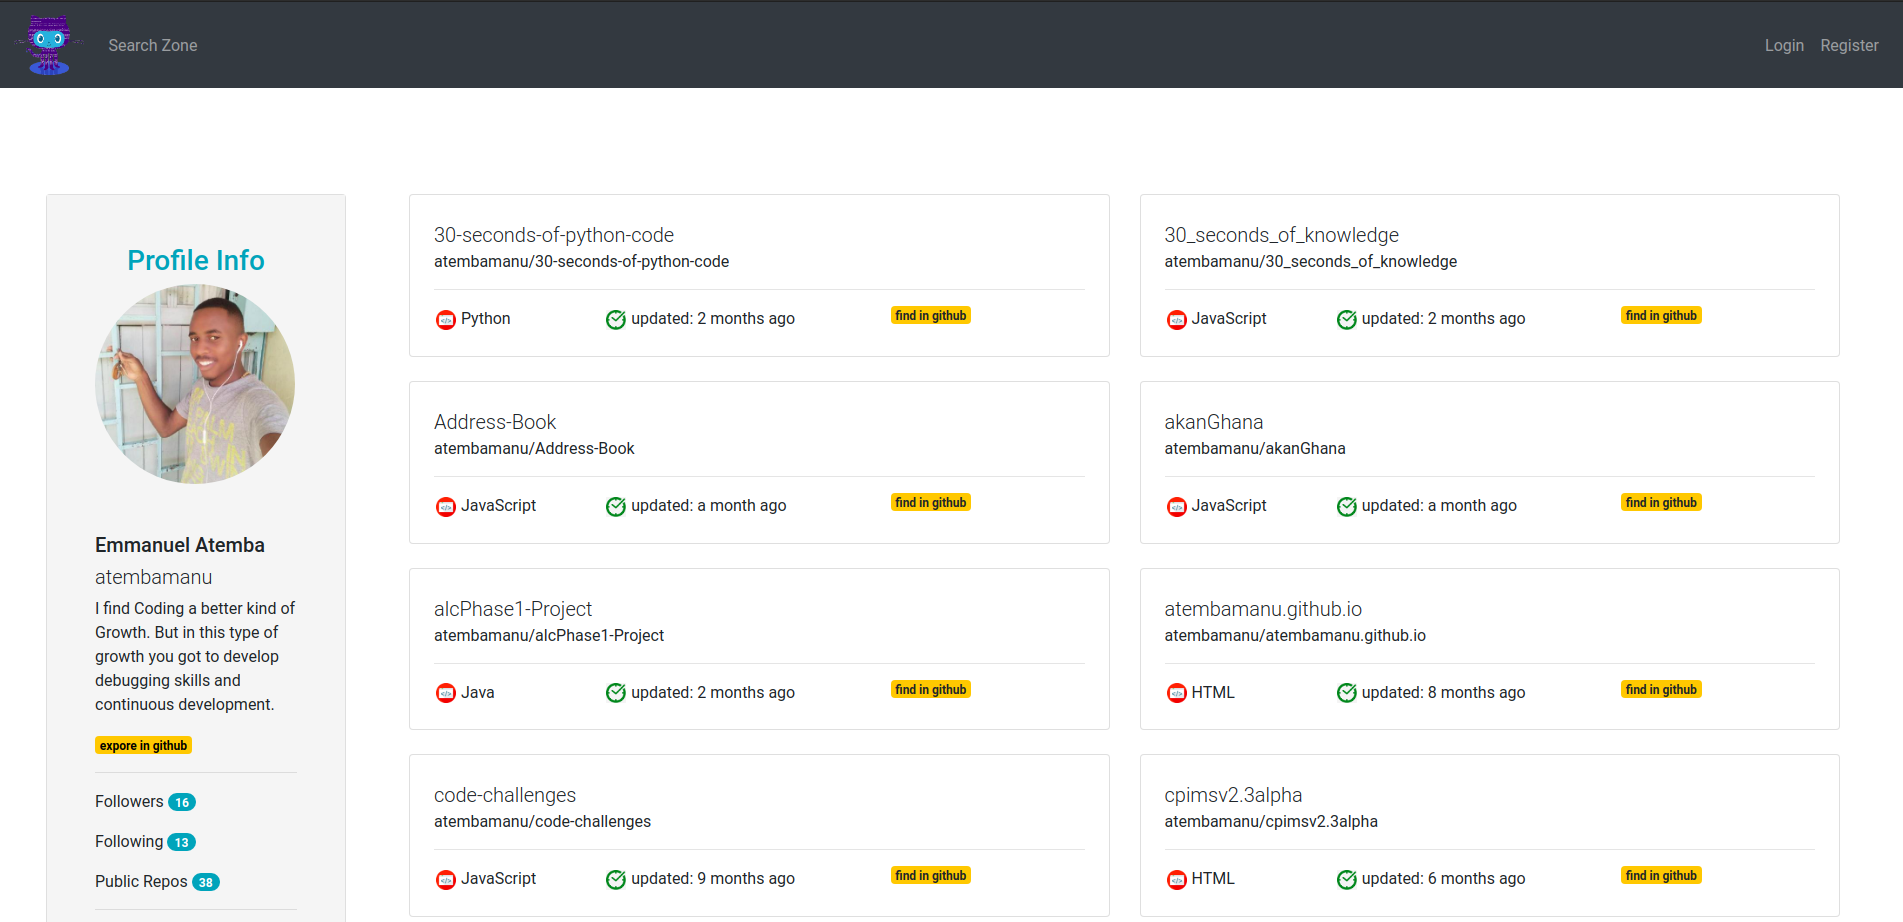 Search Zone
Login
Register
Profile Info
Emmanuel Atemba
atembamanu
I find Coding a better kind of
Growth. But in this type of
growth you got to develop
debugging skills and
continuous development.
expore in github
Followers 16
Following 13
Public Repos 38
30-seconds-of-python-code
atembamanu/30-seconds-of-python-code
Python
updated: 2 months ago
find in github
30_seconds_of_knowledge
atembamanu/30_seconds_of_knowledge
JavaScript
updated: 2 months ago
find in github
Address-Book
atembamanu/Address-Book
JavaScript
updated: a month ago
find in github
akanGhana
atembamanu/akanGhana
JavaScript
updated: a month ago
find in github
alcPhase1-Project
atembamanu/alcPhase1-Project
Java
updated: 2 months ago
find in github
atembamanu.github.io
atembamanu/atembamanu.github.io
HTML
updated: 8 months ago
find in github
code-challenges
atembamanu/code-challenges
JavaScript
updated: 9 months ago
find in github
cpimsv2.3alpha
atembamanu/cpimsv2.3alpha
HTML
updated: 6 months ago
find in github